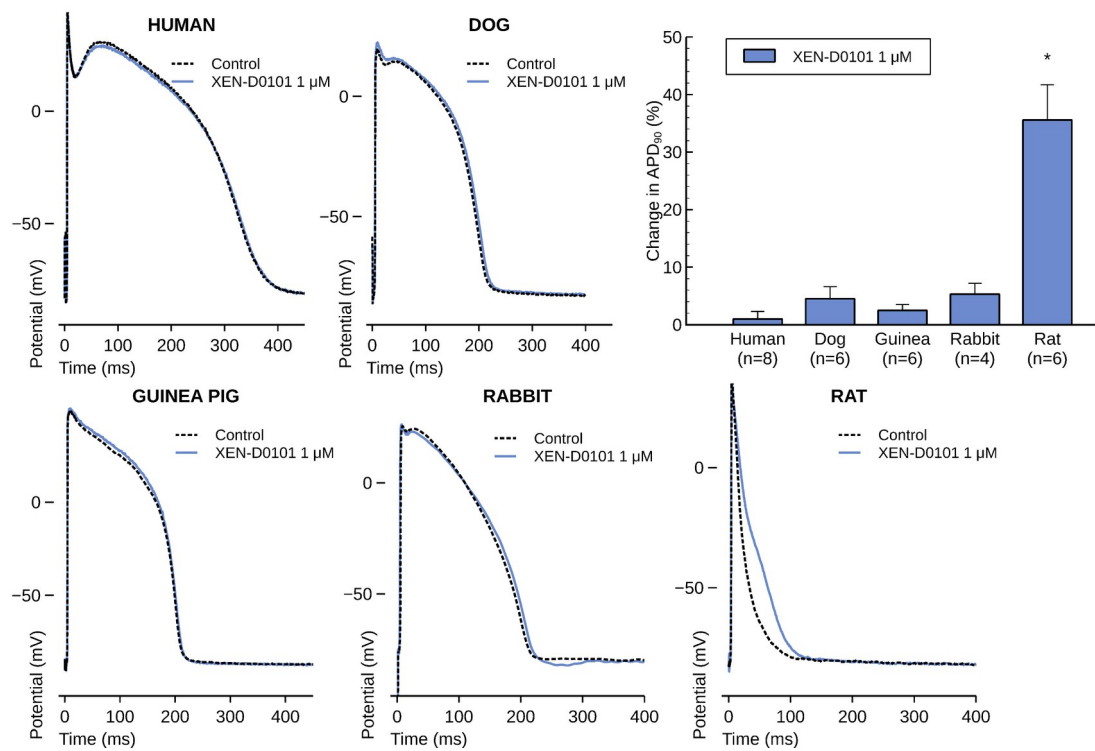 HUMAN
Control
XEN-D0101 1 μM
0
−50
Potential (mV)
0 100 200 300 400
Time (ms)
DOG
Control
XEN-D0101 1 μM
0
−50
Potential (mV)
0 100 200 300 400
Time (ms)
XEN-D0101 1 μM
*
50
40
30
20
10
0
Change in APD90 (%)
Human Dog Guinea Rabbit Rat
(n=8) (n=6) (n=6) (n=4) (n=6)
GUINEA PIG
Control
XEN-D0101 1 μM
0
−50
Potential (mV)
0 100 200 300 400
Time (ms)
RABBIT
Control
XEN-D0101 1 μM
0
−50
Potential (mV)
0 100 200 300 400
Time (ms)
RAT
Control
XEN-D0101 1 μM
0
−50
Potential (mV)
0 100 200 300 400
Time (ms)